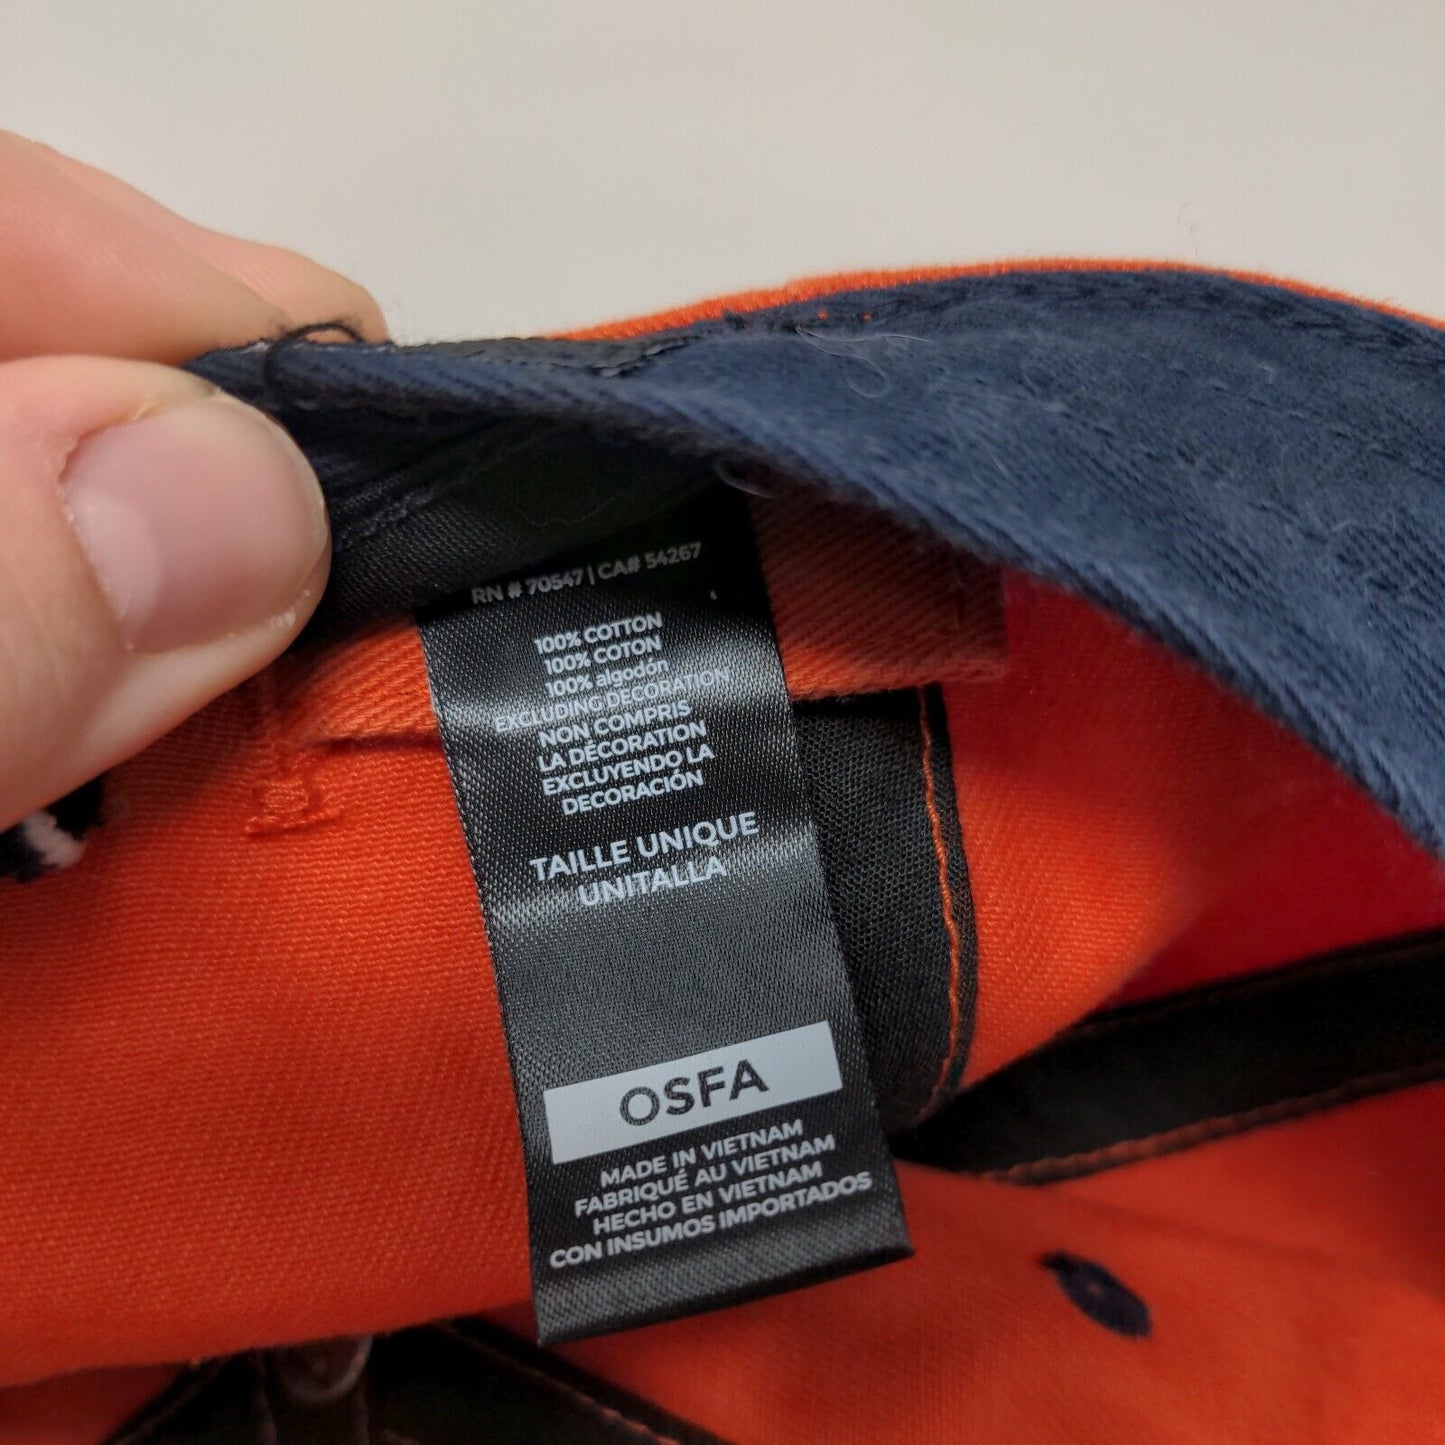 RN # 70547 | CA# 54267
100% COTTON
100% COTON
100% algodón
EXCLUDING DECORATION
NON COMPRIS
LA DÉCORATION
EXCLUYENDO LA
DECORACIÓN
TAILLE UNIQUE
UNITALLA
OSFA
MADE IN VIETNAM
FABRIQUÉ AU VIETNAM
HECHO EN VIETNAM
CON INSUMOS IMPORTADOS